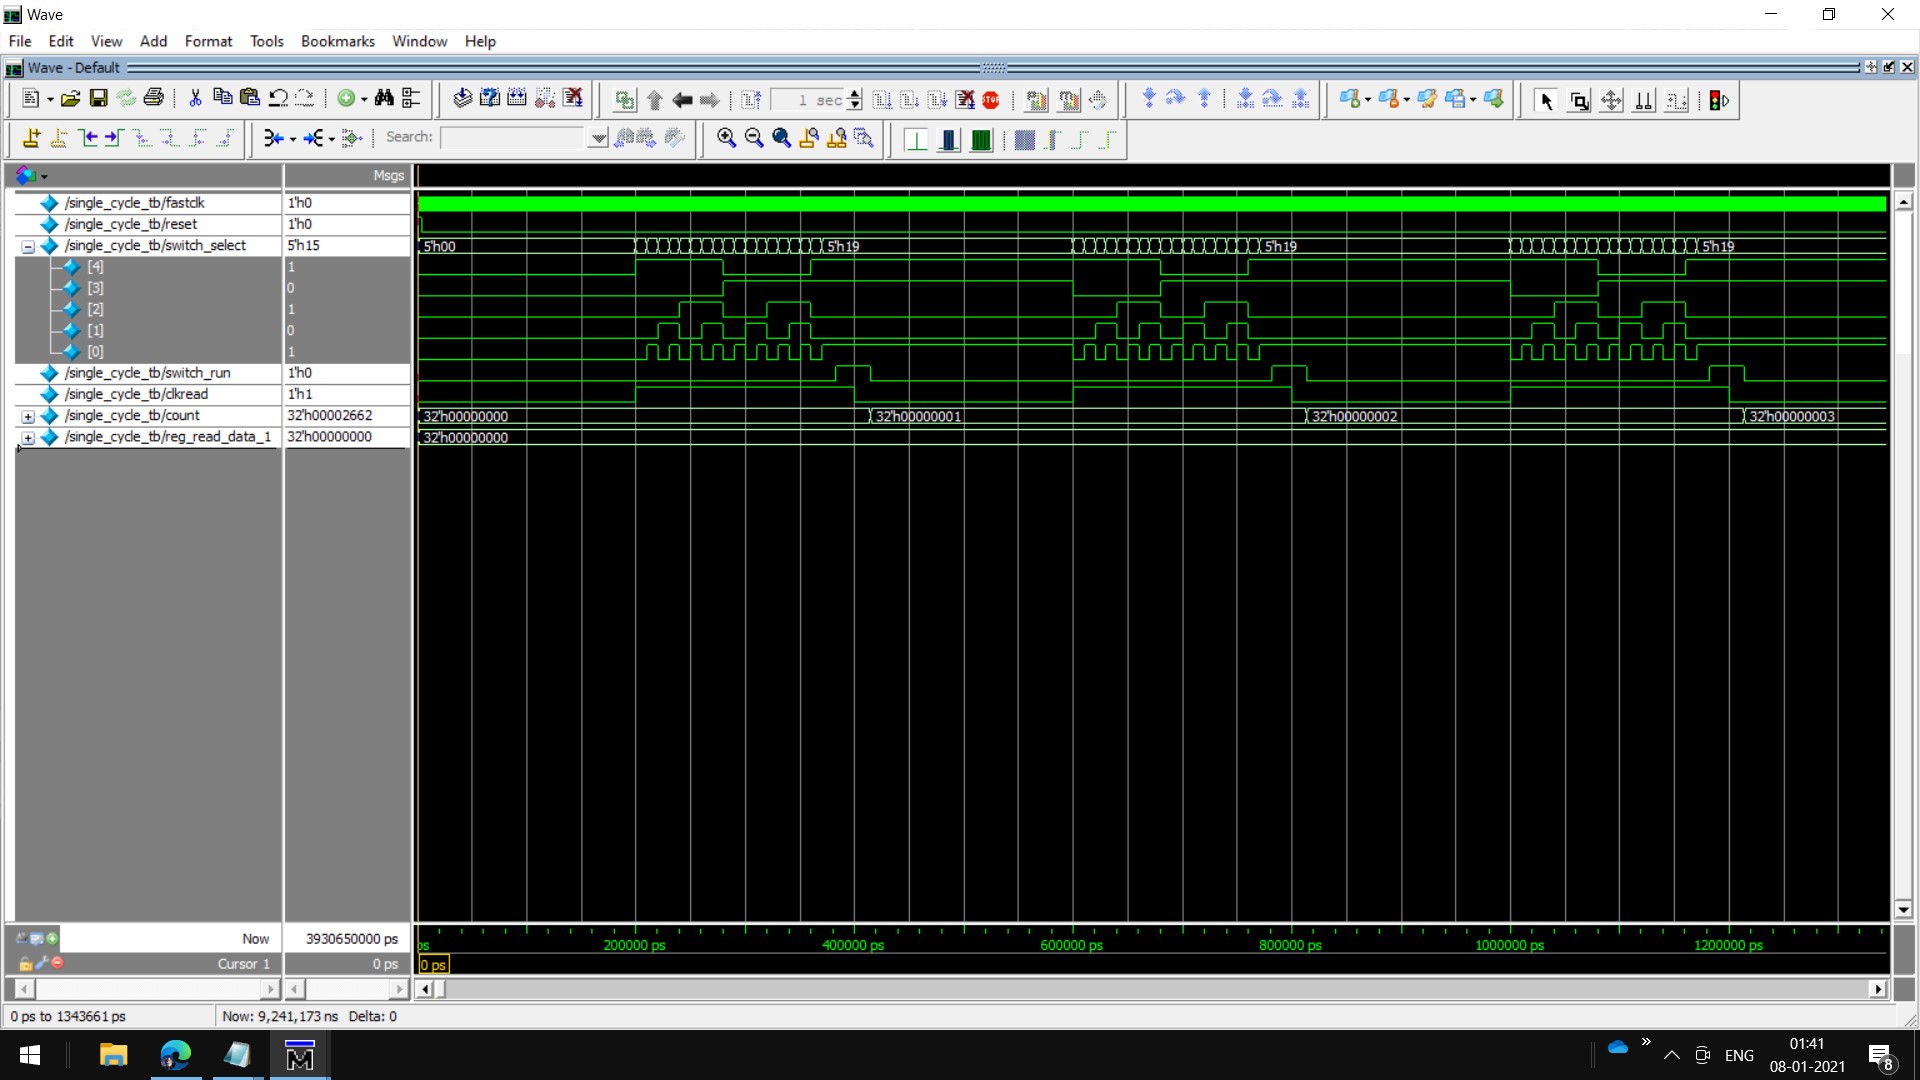 Wave
File Edit View Add Format Tools Bookmarks Window Help
Wave - Default
1 sec
STOP
Search:
Msgs
/single_cycle_tb/fastclk 1'h0
/single_cycle_tb/reset 1'h0
/single_cycle_tb/switch_select 5'h15 5'h00 5'h19 5'h19 5'h19
[4] 1
[3] 0
[2] 1
[1] 0
[0] 1
/single_cycle_tb/switch_run 1'h0
/single_cycle_tb/clkread 1'h1
/single_cycle_tb/count 32'h00002662 32'h00000000 32'h00000001 32'h00000002 32'h00000003
/single_cycle_tb/reg_read_data_1 32'h00000000 32'h00000000
Now 3930650000 ps ps 200000 ps 400000 ps 600000 ps 800000 ps 1000000 ps 1200000 ps
Cursor 1 0 ps 0 ps
0 ps to 1343661 ps Now: 9,241,173 ns Delta: 0
M ENG 01:41
08-01-2021 8